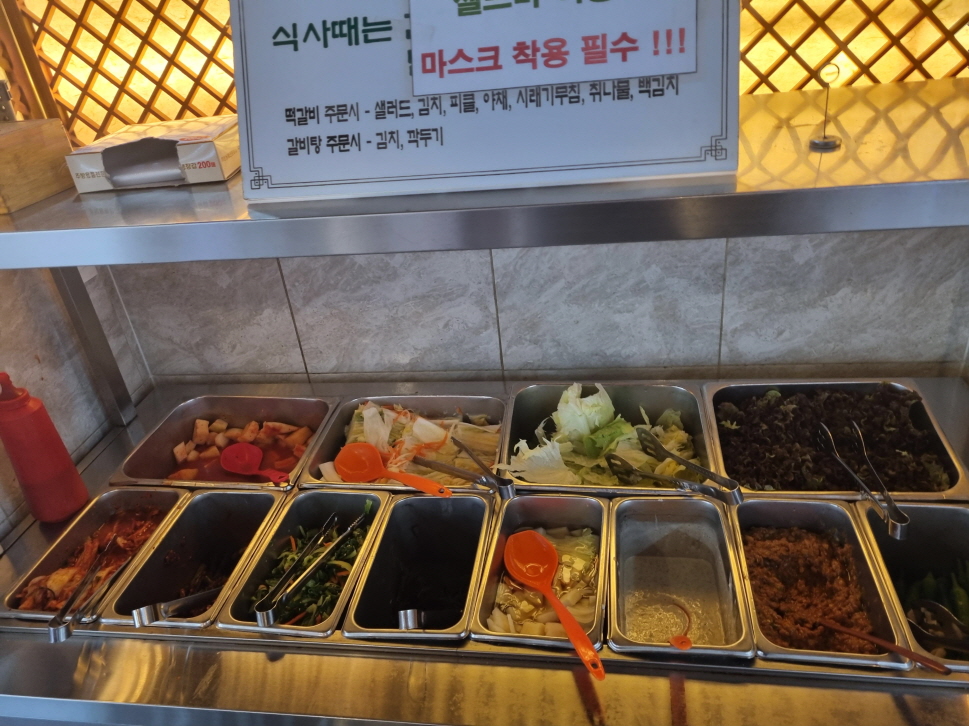 식사때는
마스크 착용 필수 !!!
떡갈비 주문시 - 샐러드, 김치, 피클, 야채, 시래기무침, 취나물, 백김치
갈비탕 주문시 - 김치, 깍두기
200